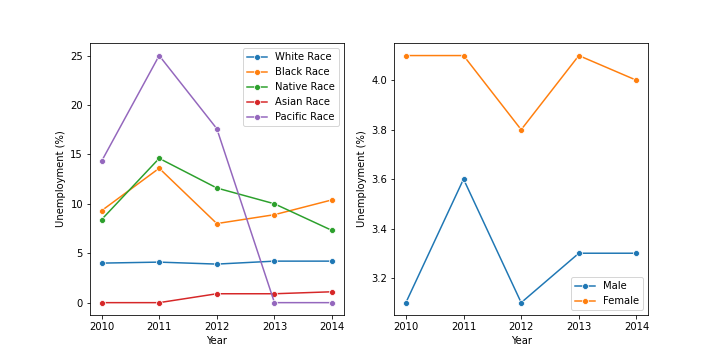 25
20
15
10
5
0
Unemployment (%)
2010 2011 2012 2013 2014
Year
White Race
Black Race
Native Race
Asian Race
Pacific Race
4.0
3.8
3.6
3.4
3.2
Unemployment (%)
2010 2011 2012 2013 2014
Year
Male
Female